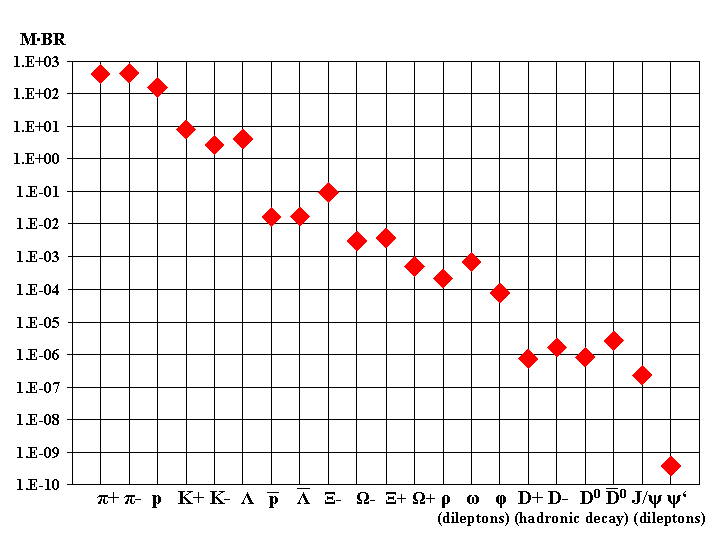 M·BR
1.E+03
1.E+02
1.E+01
1.E+00
1.E-01
1.E-02
1.E-03
1.E-04
1.E-05
1.E-06
1.E-07
1.E-08
1.E-09
1.E-10
π+ π- p K+ K- Λ p̅ Λ̅ Ξ- Ω- Ξ+ Ω+ ρ ω φ D+ D- D⁰ D̅⁰ J/ψ ψ‘
(dileptons) (hadronic decay) (dileptons)